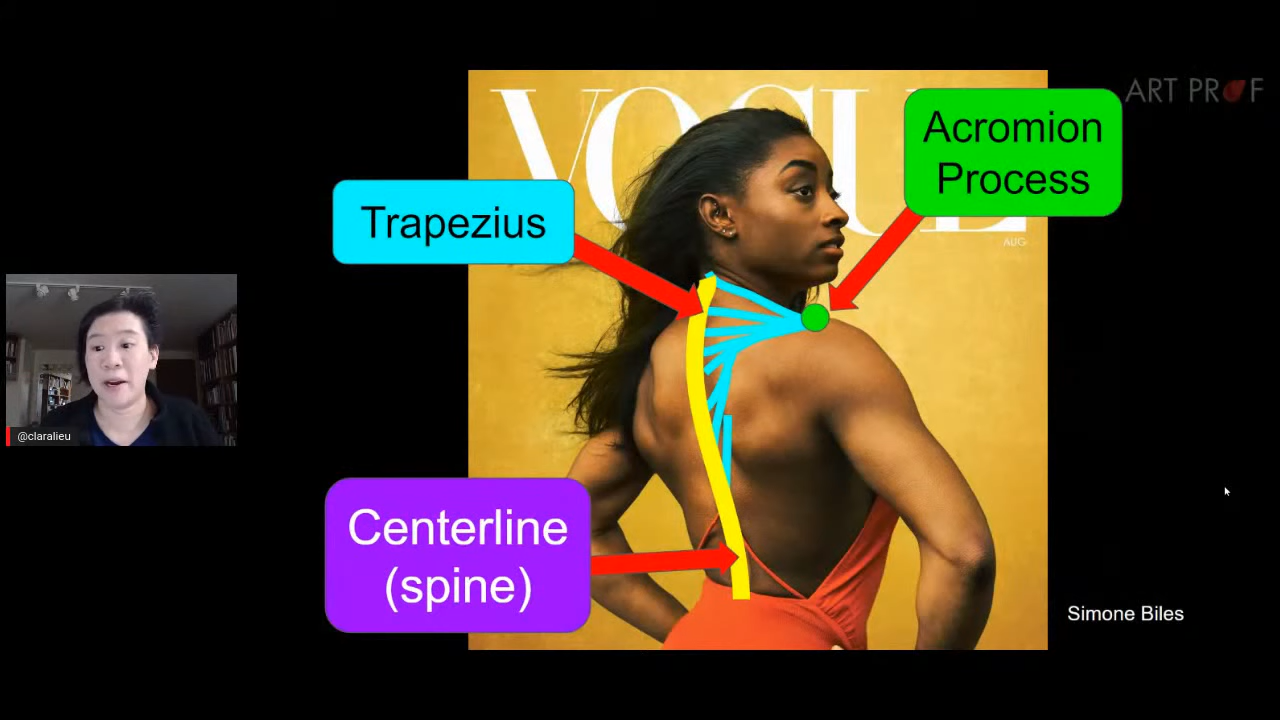 ART PROF
VOGUE
AUG
Acromion
Process
Trapezius
@claralieu
Centerline
(spine)
Simone Biles